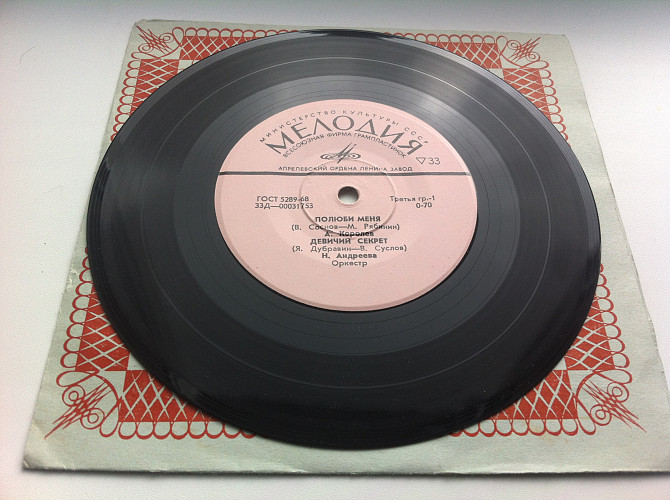 МИНИСТЕРСТВО КУЛЬТУРЫ СССР
МЕЛОДИЯ
ВСЕСОЮЗНАЯ ФИРМА ГРАМПЛАСТИНОК
▽33
АПРЕЛЕВСКИЙ ОРДЕНА ЛЕНИНА ЗАВОД
ГОСТ 5289-68 Третья гр.-1
33Д—00031753 0-70
ПОЛЮБИ МЕНЯ
(В. Соснов—М. Рябинин)
А. Королев
ДЕВИЧИЙ СЕКРЕТ
(Я. Дубравин—В. Суслов)
Н. Андреева
Оркестр